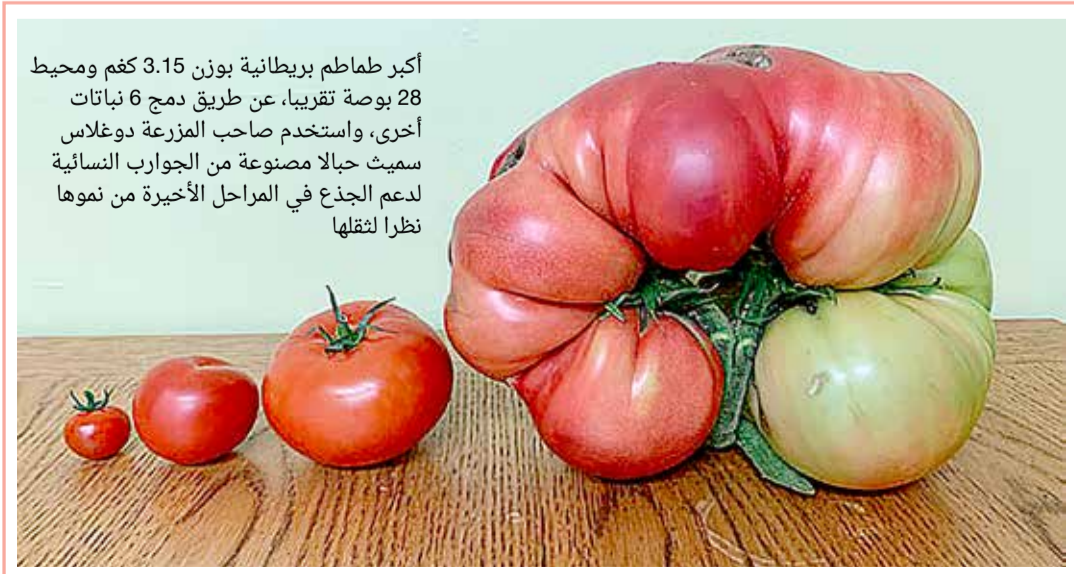 أكبر طماطم بريطانية بوزن 3.15 كغم ومحيط
28 بوصة تقريبا، عن طريق دمج 6 نباتات
أخرى، واستخدم صاحب المزرعة دوغلاس
سميث حبالا مصنوعة من الجوارب النسائية
لدعم الجذع في المراحل الأخيرة من نموها
نظرا لثقلها